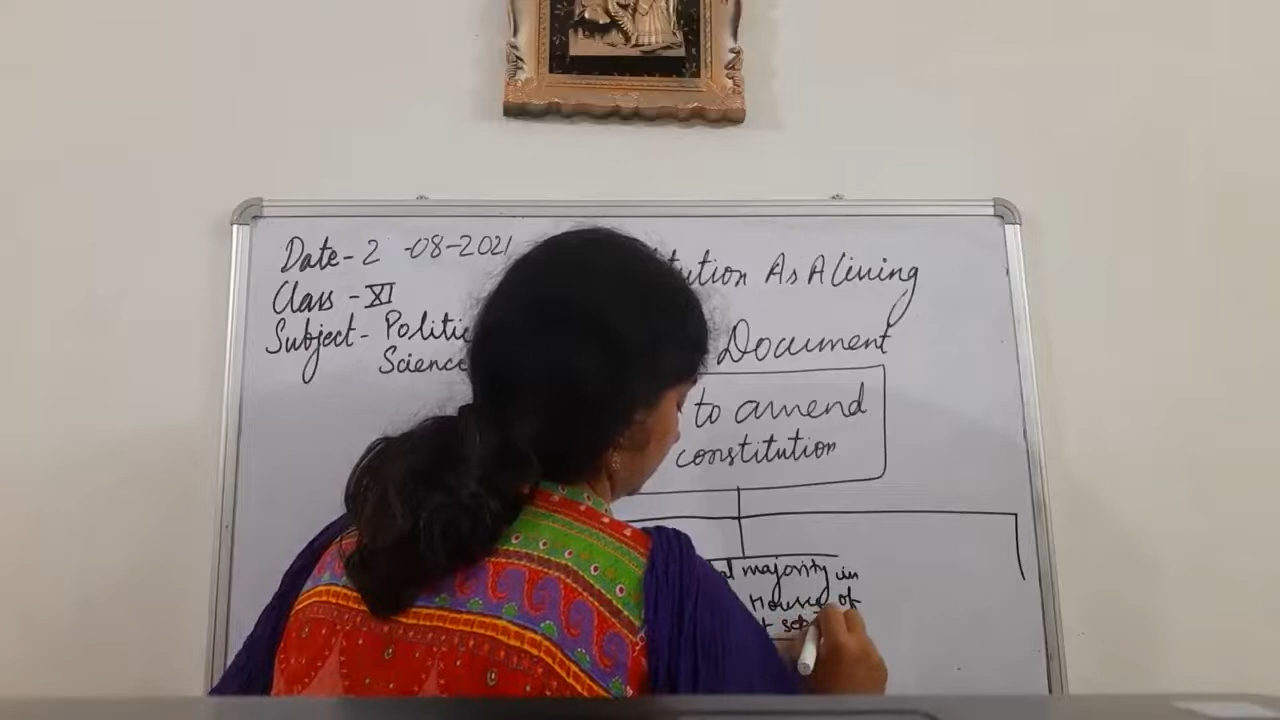 Date- 2 -08-2021
Class - XI
Subject- Politic
Science
tution As A Living
Document
to amend
constitution
majority in
Houses of